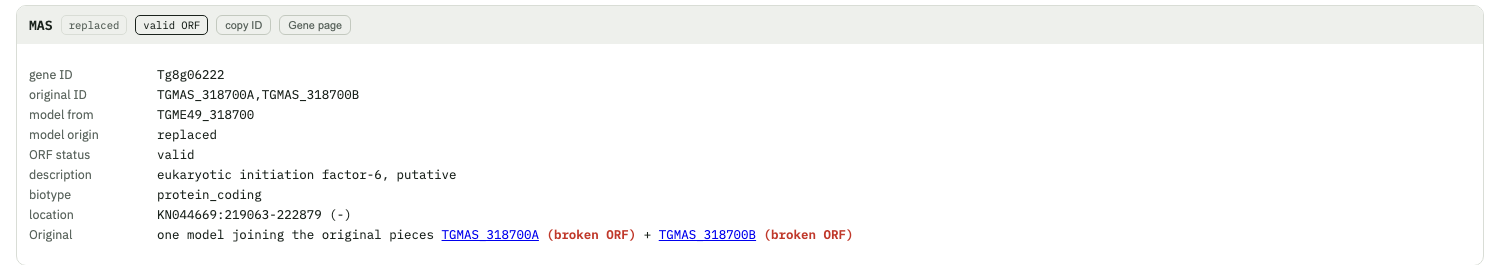 MAS replaced valid ORF copy ID Gene page
gene ID Tg8g06222
original ID TGMAS_318700A,TGMAS_318700B
model from TGME49_318700
model origin replaced
ORF status valid
description eukaryotic initiation factor-6, putative
biotype protein_coding
location KN044669:219063-222879 (-)
Original one model joining the original pieces TGMAS_318700A (broken ORF) + TGMAS_318700B (broken ORF)